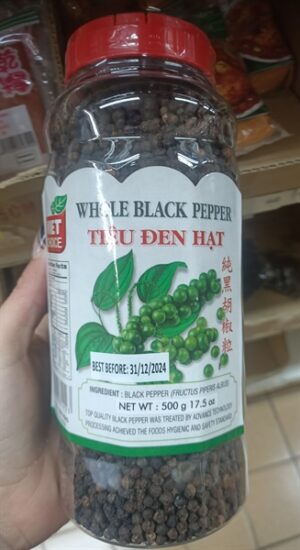 WHOLE BLACK PEPPER
TIÊU ĐEN HẠT
純黑胡椒粒
BEST BEFORE: 31/12/2024
INGREDIENT : BLACK PEPPER (FRUCTUS PIPERIS ALBUS)
NET WT : 500 g 17.5 oz
TOP QUALITY BLACK PEPPER WAS TREATED BY ADVANCE TECHNOLOGY
PROCESSING ACHIEVED THE FOODS HYGIENIC AND SAFETY STANDARD